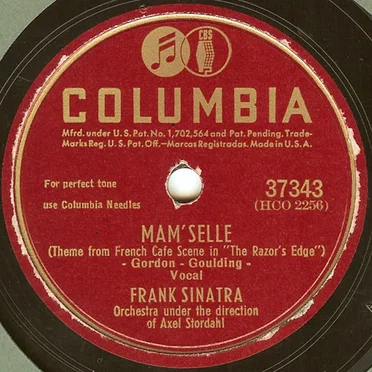 CBS
COLUMBIA
Mfrd. under U.S. Pat. No. 1,702,564 and Pat. Pending. Trade-
Marks Reg. U.S. Pat. Off.—Marcas Registradas. Made in U.S.A.
For perfect tone
use Columbia Needles
37343
(HCO 2256)
MAM'SELLE
(Theme from French Cafe Scene in "The Razor's Edge")
- Gordon - Goulding -
Vocal
FRANK SINATRA
Orchestra under the direction
of Axel Stordahl